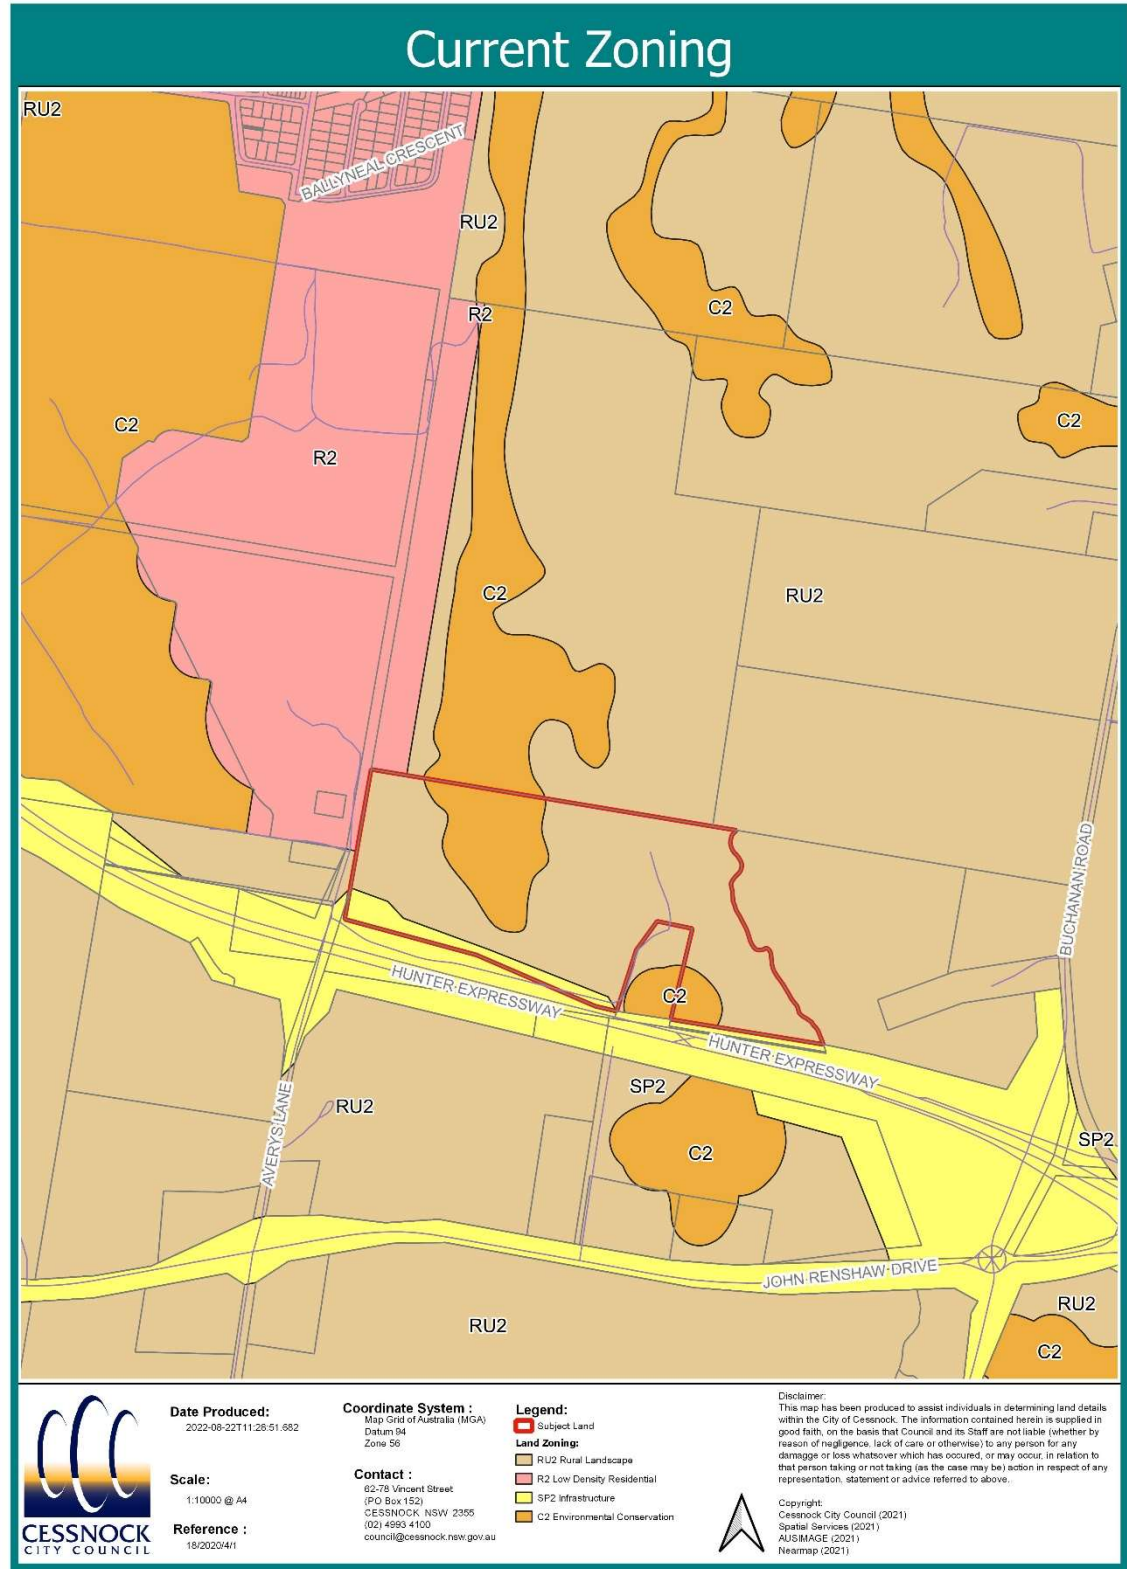 Current Zoning
RU2
BALLYNEAL CRESCENT
RU2
C2
R2
C2
C2
R2
C2
RU2
BUCHANAN ROAD
HUNTER EXPRESSWAY
C2
HUNTER EXPRESSWAY
SP2
RU2
AVERYS LANE
SP2
C2
JOHN RENSHAW DRIVE
RU2
RU2
C2
CESSNOCK
CITY COUNCIL
Date Produced:
2022-08-22T11:26:51.682
Scale:
1:10000 @ A4
Reference :
18/2020/4/1
Coordinate System :
Map Grid of Australia (MGA)
Datum 94
Zone 56
Contact :
62-78 Vincent Street
(PO Box 152)
CESSNOCK NSW 2355
(02) 4993 4100
council@cessnock.nsw.gov.au
Legend:
Subject Land
Land Zoning:
RU2 Rural Landscape
R2 Low Density Residential
SP2 Infrastructure
C2 Environmental Conservation
Disclaimer:
This map has been produced to assist individuals in determining land details
within the City of Cessnock. The information contained herein is supplied in
good faith, on the basis that Council and its Staff are not liable (whether by
reason of negligence, lack of care or otherwise) to any person for any
damagge or loss whatsover which has occured, or may occur, in relation to
that person taking or not taking (as the case may be) action in respect of any
representation, statement or advice referred to above.
Copyright:
Cessnock City Council (2021)
Spatial Services (2021)
AUSIMAGE (2021)
Nearmap (2021)